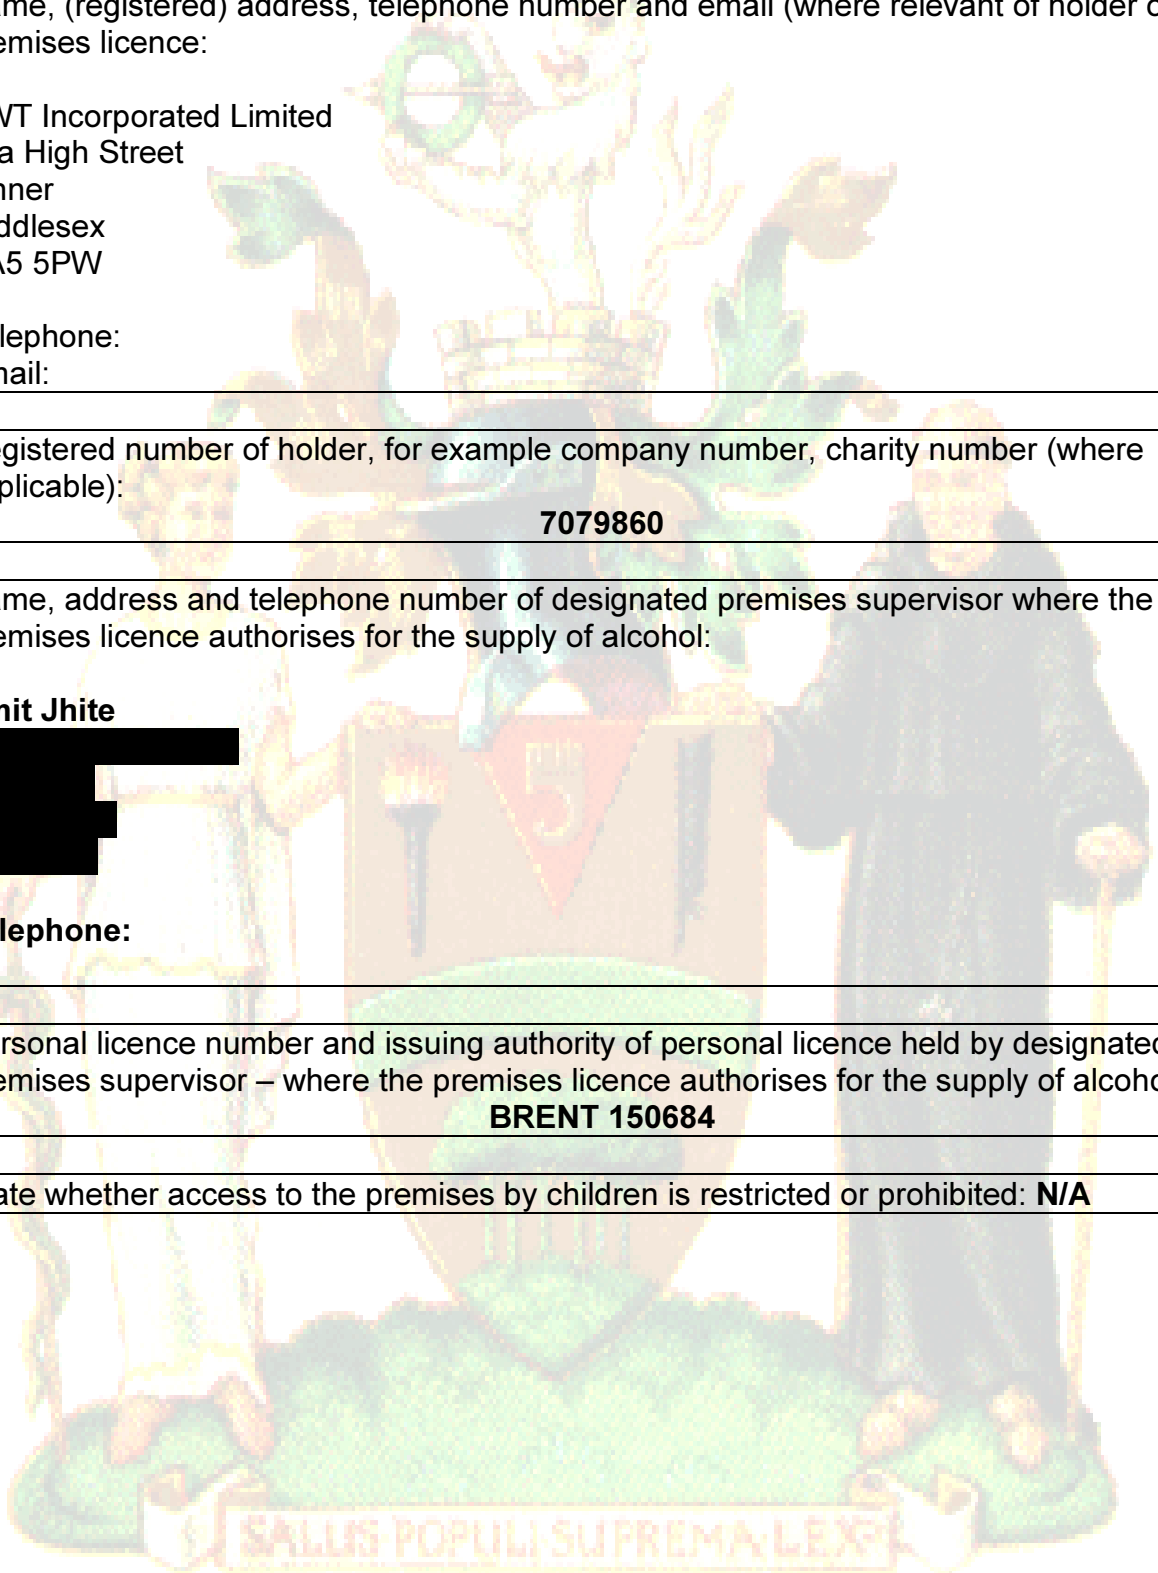 ame, (registered) address, telephone number and email (where relevant of holder o
emises licence:
WT Incorporated Limited
a High Street
nner
ddlesex
A5 5PW
lephone:
nail:
egistered number of holder, for example company number, charity number (where
plicable):
7079860
ame, address and telephone number of designated premises supervisor where the
emises licence authorises for the supply of alcohol:
nit Jhite
lephone:
ersonal licence number and issuing authority of personal licence held by designated
emises supervisor – where the premises licence authorises for the supply of alcoho
BRENT 150684
ate whether access to the premises by children is restricted or prohibited: N/A
SALUS POPULI SUPREMA LEX